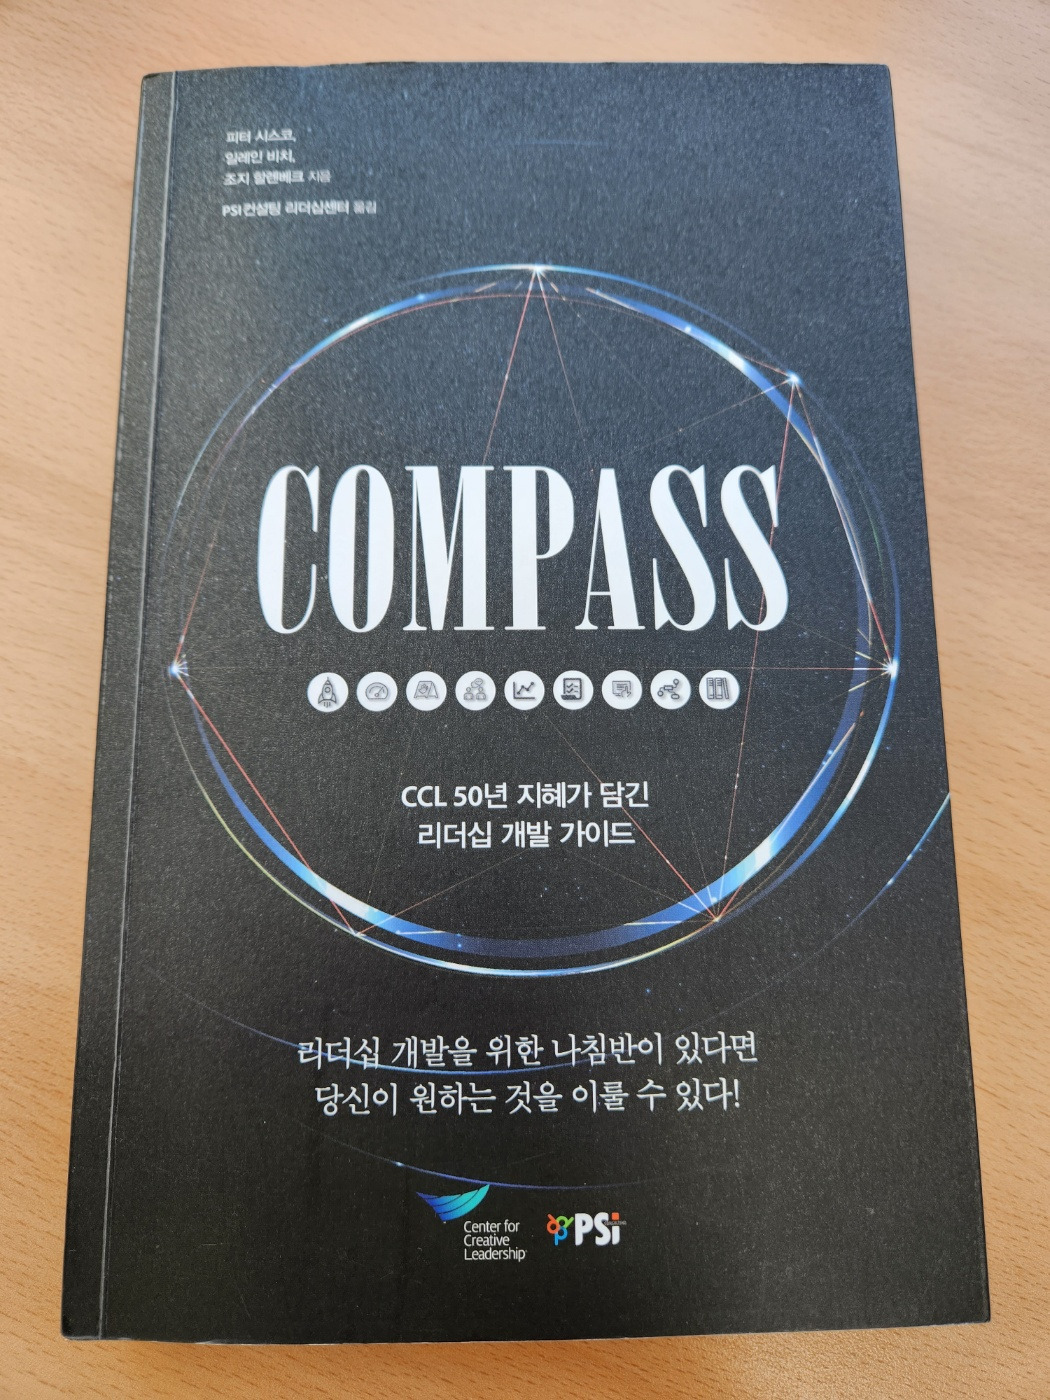 피터 시스코,
일레인 비치,
조지 할렌베크 지음
PSI 컨설팅 리더십센터 옮김
COMPASS
CCL 50년 지혜가 담긴
리더십 개발 가이드
리더십 개발을 위한 나침반이 있다면
당신이 원하는 것을 이룰 수 있다!
Center for
Creative
Leadership
PSi